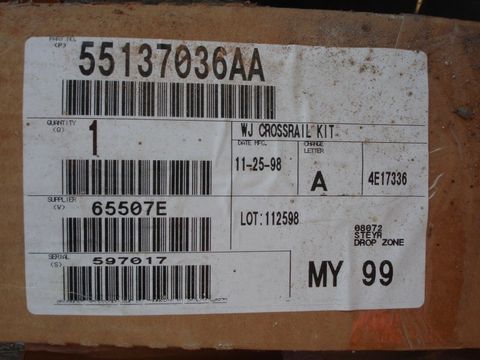 PART NO.
(P)
55137036AA
QUANTITY
(Q)
1
WJ CROSSRAIL KIT
DATE MFG.
11-25-98
CHANGE
LETTER
A
4E17336
SUPPLIER
(V)
65507E
LOT:112598
08072
STEYR
DROP ZONE
SERIAL
(S)
597017
MY 99